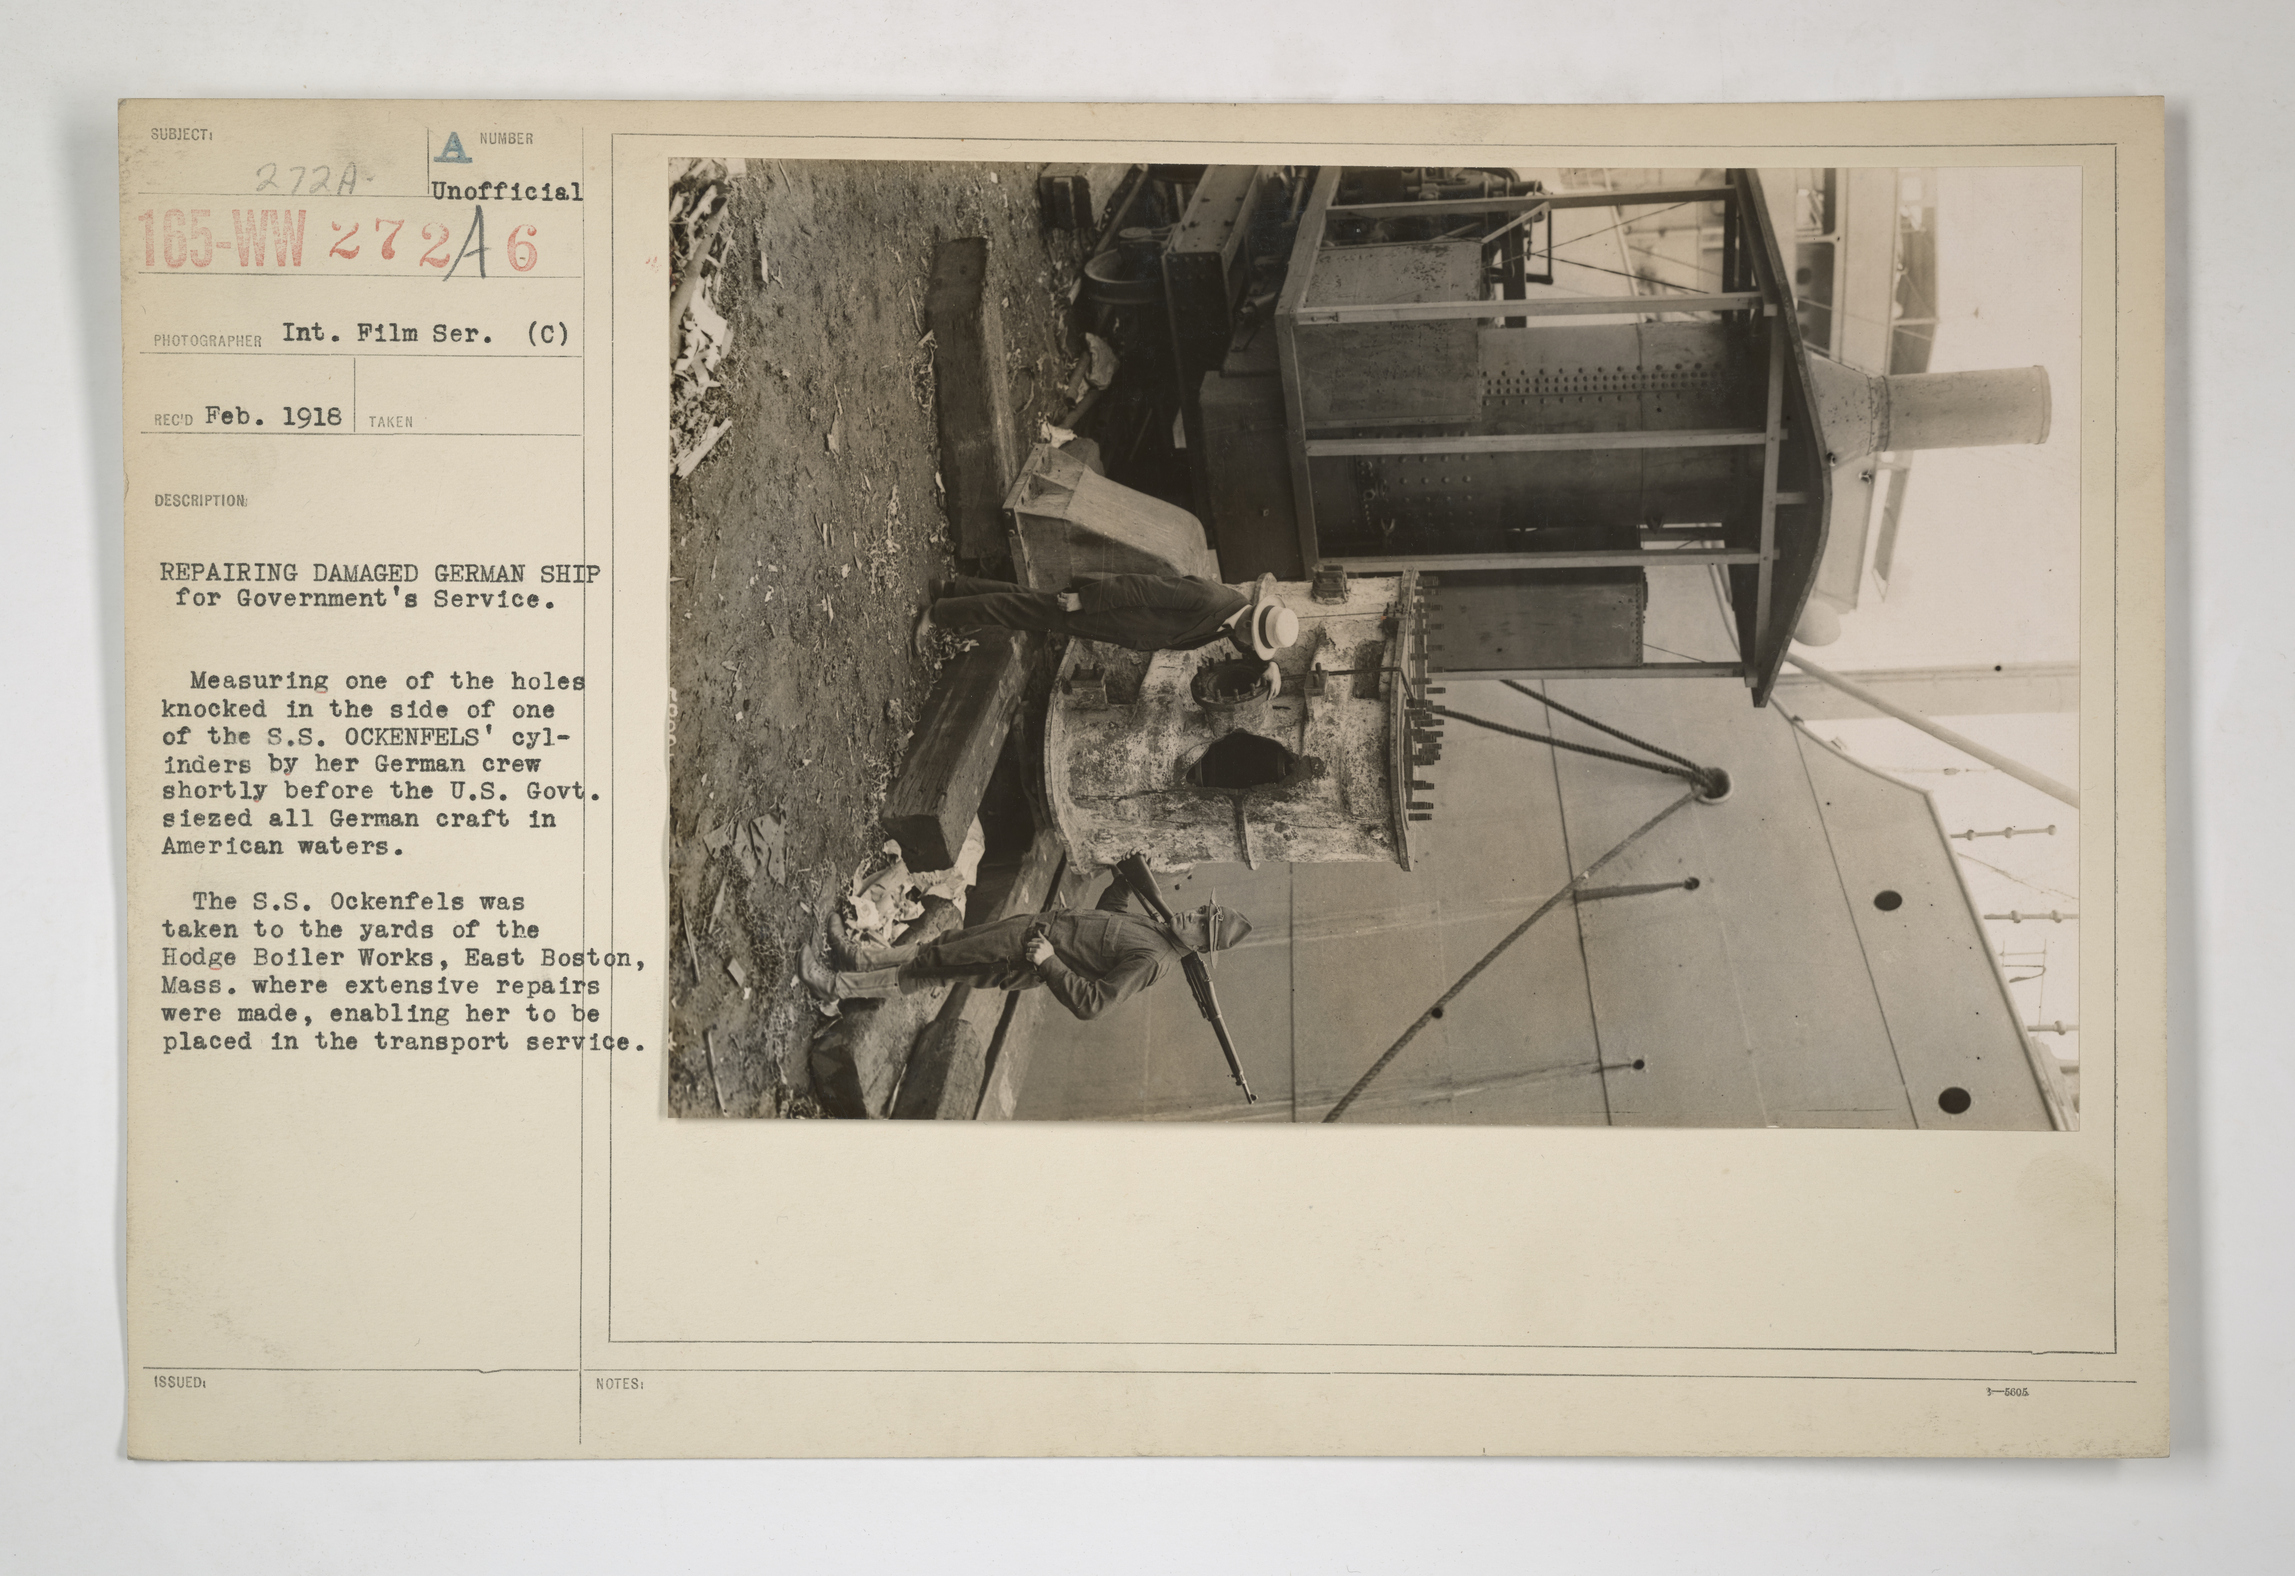 SUBJECT:
272A
A NUMBER
Unofficial
165-WW 272A 6
PHOTOGRAPHER Int. Film Ser. (C)
REC'D Feb. 1918 TAKEN
DESCRIPTION:
REPAIRING DAMAGED GERMAN SHIP
for Government's Service.
Measuring one of the holes
knocked in the side of one
of the S.S. OCKENFELS' cyl-
inders by her German crew
shortly before the U.S. Govt.
siezed all German craft in
American waters.
The S.S. Ockenfels was
taken to the yards of the
Hodge Boiler Works, East Boston,
Mass. where extensive repairs
were made, enabling her to be
placed in the transport service.
ISSUED:
NOTES:
3—5605